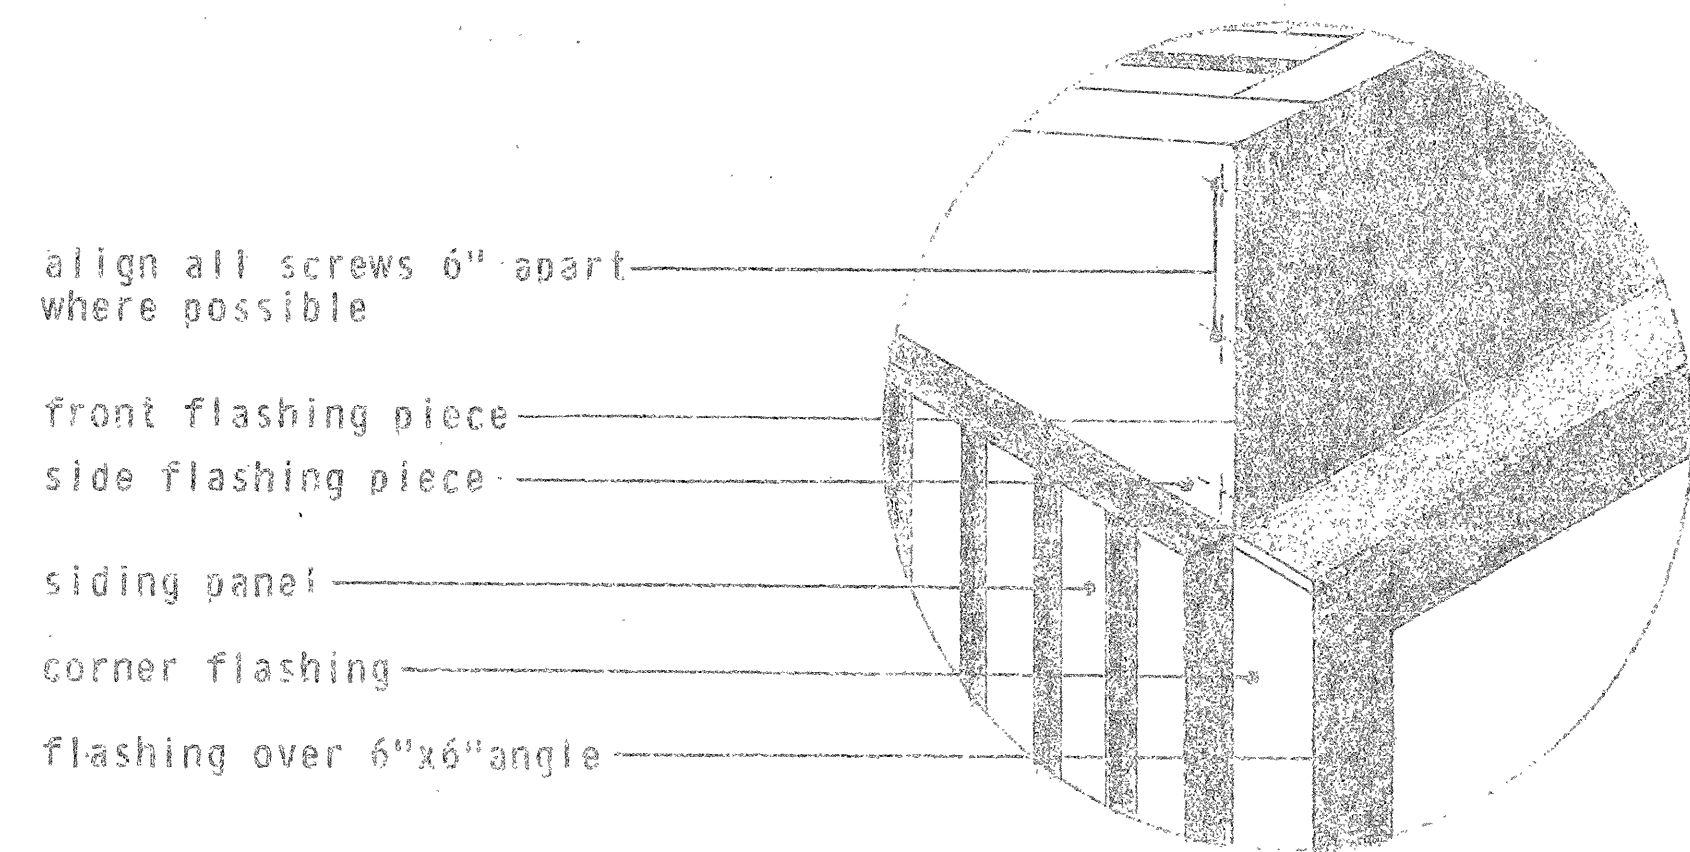 align all screws 6" apart
where possible
front flashing piece
side flashing piece
siding panel
corner flashing
flashing over 6"x6"angle